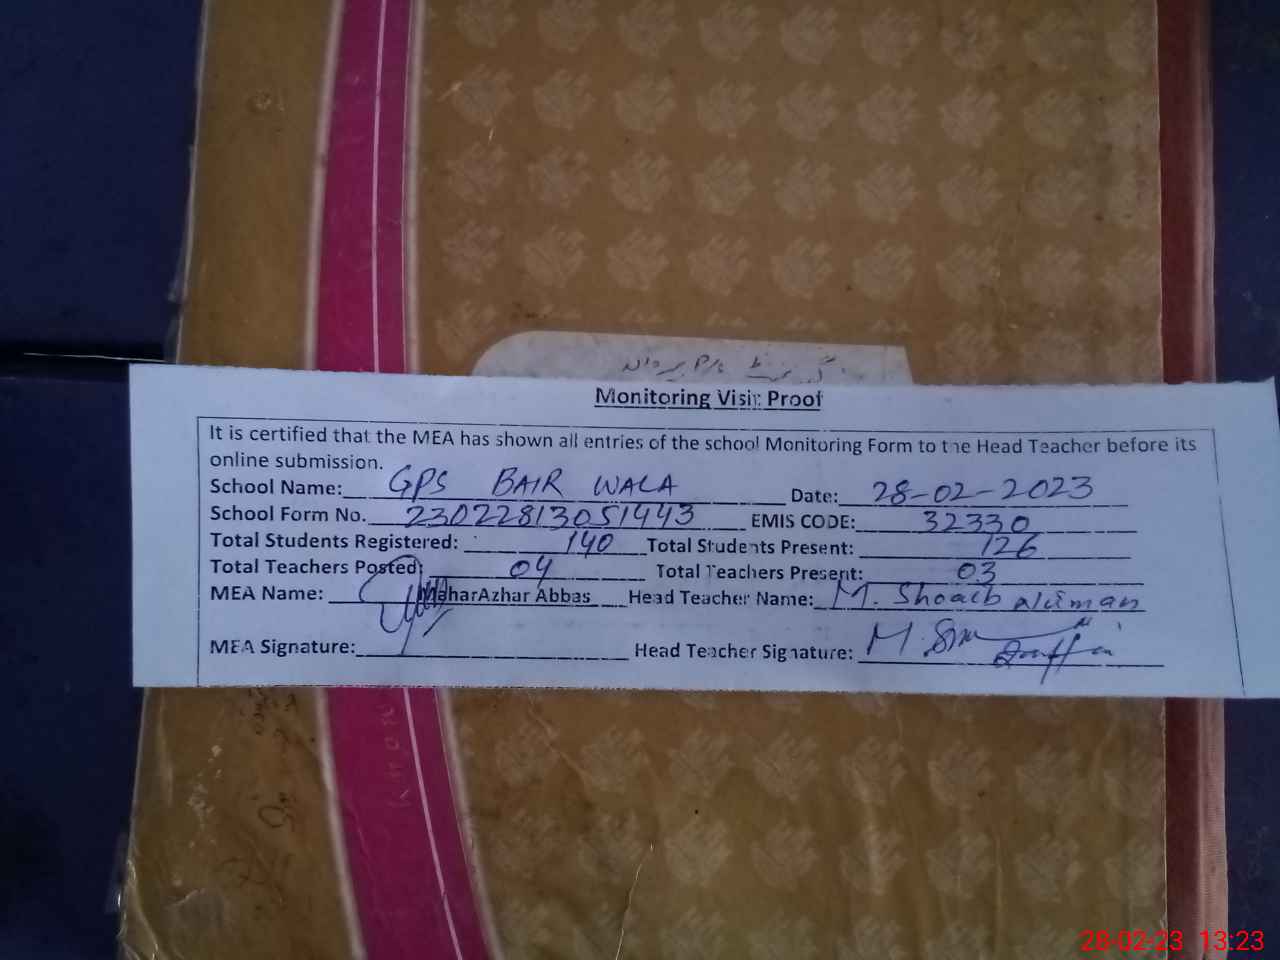 Monitoring Visit Proof
It is certified that the MEA has shown all entries of the school Monitoring Form to the Head Teacher before its
online submission.
School Name: GPS BAIR WALA Date: 28-02-2023
School Form No. 23022813051443 EMIS CODE: 32330
Total Students Registered: 140 Total Students Present: 126
Total Teachers Posted: 04 Total Teachers Present: 03
MEA Name: MaharAzhar Abbas Head Teacher Name: M. Shoaib
MEA Signature: Head Teacher Signature:
28-02-23 13:23